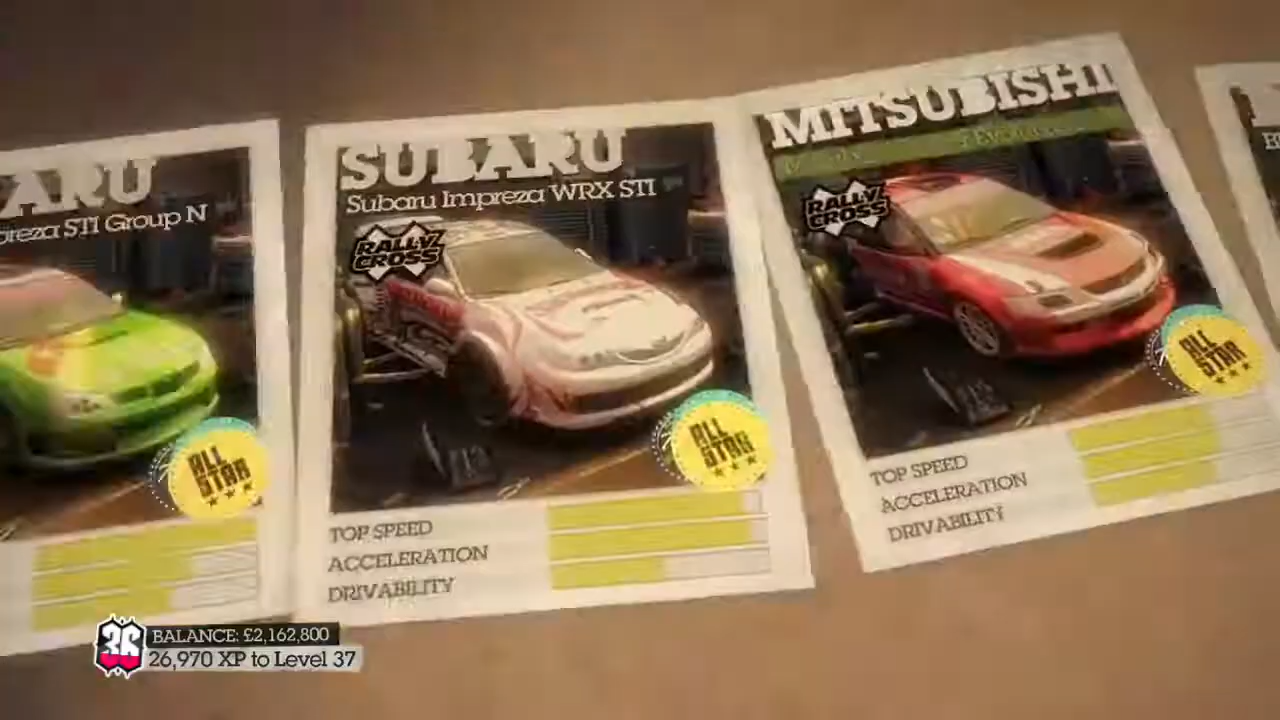 ARU
preza STI Group N
ALL
STAR
SUBARU
Subaru Impreza WRX STI
RALLY
CROSS
ALL
STAR
TOP SPEED
ACCELERATION
DRIVABILITY
MITSUBISHI
RALLY
CROSS
ALL
STAR
TOP SPEED
ACCELERATION
DRIVABILITY
36
BALANCE: £2,162,800
26,970 XP to Level 37